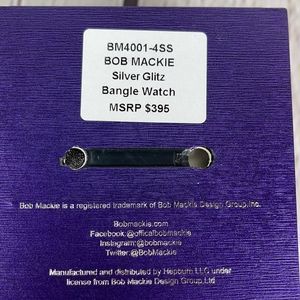 BM4001-4SS
BOB MACKIE
Silver Glitz
Bangle Watch
MSRP $395
Bob Mackie is a registered trademark of Bob Mackie Design Group,Inc.
Bobmackie.com
Facebook:@officalbobmackie
Instagram:@bobmackie
Twitter:@BobMackie
Manufactured and distributed by Hepburn LLC under
license from Bob Mackie Design Group,Ltd